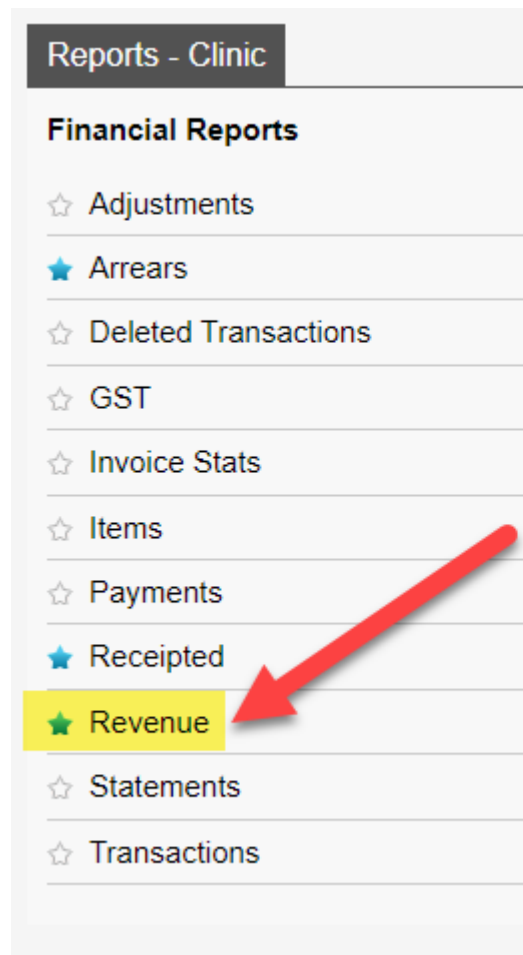 Reports - Clinic
Financial Reports
Adjustments
Arrears
Deleted Transactions
GST
Invoice Stats
Items
Payments
Receipted
Revenue
Statements
Transactions